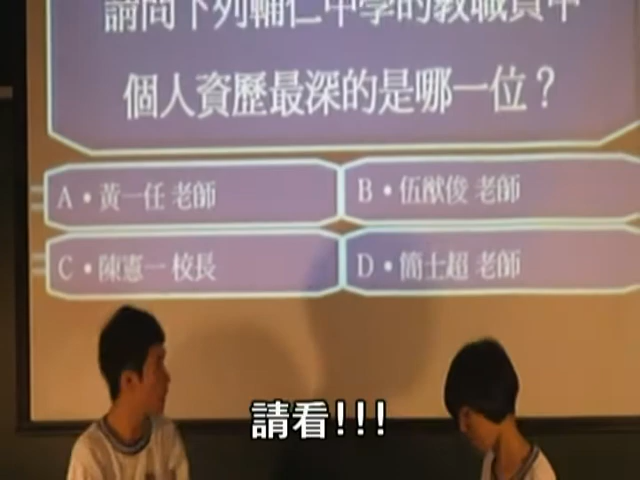 請問下列輔仁中學的教職員中
個人資歷最深的是哪一位？
A·黃一任 老師
B·伍猷俊 老師
C·陳憲一 校長
D·簡士超 老師
請看!!!